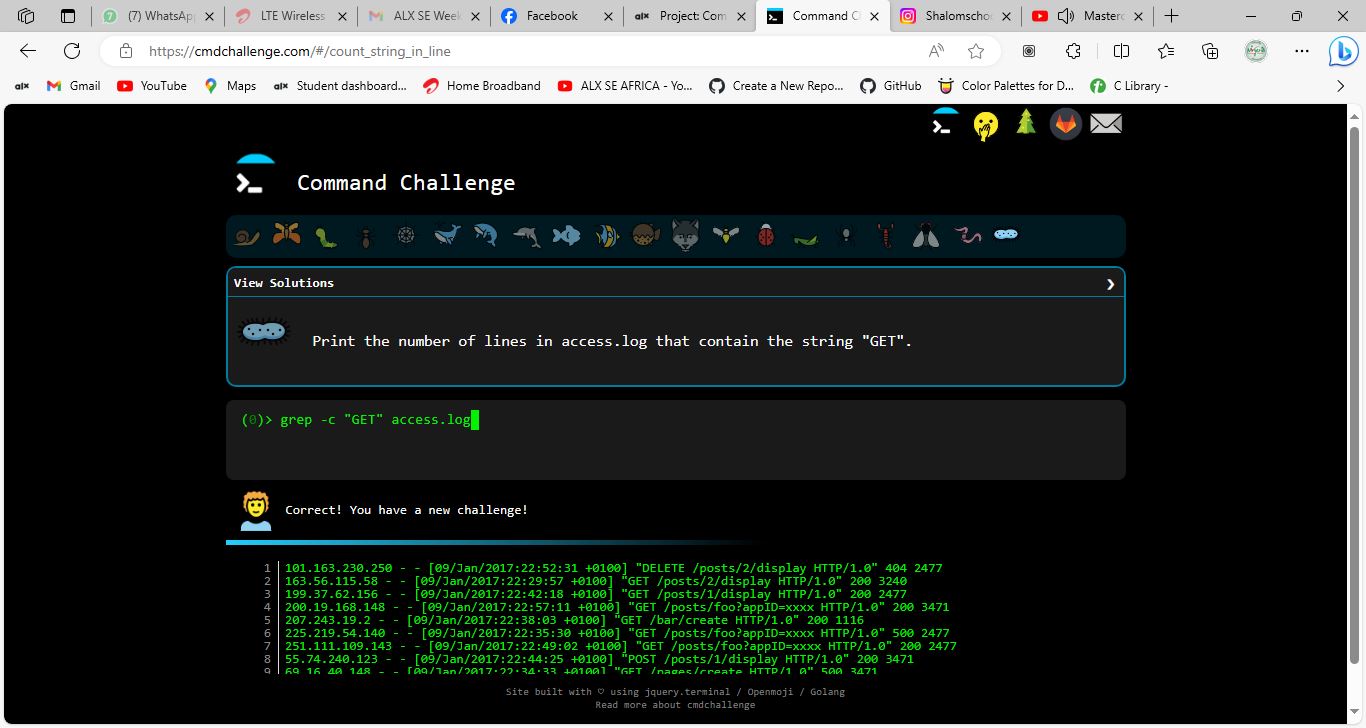 (7) WhatsApp
LTE Wireless
ALX SE Week
Facebook
alx Project: Com
Command Ch
Shalomschoo
Masterc
https://cmdchallenge.com/#/count_string_in_line
alx
Gmail
YouTube
Maps
alx Student dashboard...
Home Broadband
ALX SE AFRICA - Yo...
Create a New Repo...
GitHub
Color Palettes for D...
C Library -
Command Challenge
View Solutions
Print the number of lines in access.log that contain the string "GET".
(0)> grep -c "GET" access.log
Correct! You have a new challenge!
1 101.163.230.250 - - [09/Jan/2017:22:52:31 +0100] "DELETE /posts/2/display HTTP/1.0" 404 2477
2 163.56.115.58 - - [09/Jan/2017:22:29:57 +0100] "GET /posts/2/display HTTP/1.0" 200 3240
3 199.37.62.156 - - [09/Jan/2017:22:42:18 +0100] "GET /posts/1/display HTTP/1.0" 200 2477
4 200.19.168.148 - - [09/Jan/2017:22:57:11 +0100] "GET /posts/foo?appID=xxxx HTTP/1.0" 200 3471
5 207.243.19.2 - - [09/Jan/2017:22:38:03 +0100] "GET /bar/create HTTP/1.0" 200 1116
6 225.219.54.140 - - [09/Jan/2017:22:35:30 +0100] "GET /posts/foo?appID=xxxx HTTP/1.0" 500 2477
7 251.111.109.143 - - [09/Jan/2017:22:49:02 +0100] "GET /posts/foo?appID=xxxx HTTP/1.0" 200 2477
8 55.74.240.123 - - [09/Jan/2017:22:44:25 +0100] "POST /posts/1/display HTTP/1.0" 200 3471
9 69.16.40.148 - - [09/Jan/2017:22:34:33 +0100] "GET /pages/create HTTP/1.0" 500 3471
Site built with ♡ using jquery.terminal / Openmoji / Golang
Read more about cmdchallenge